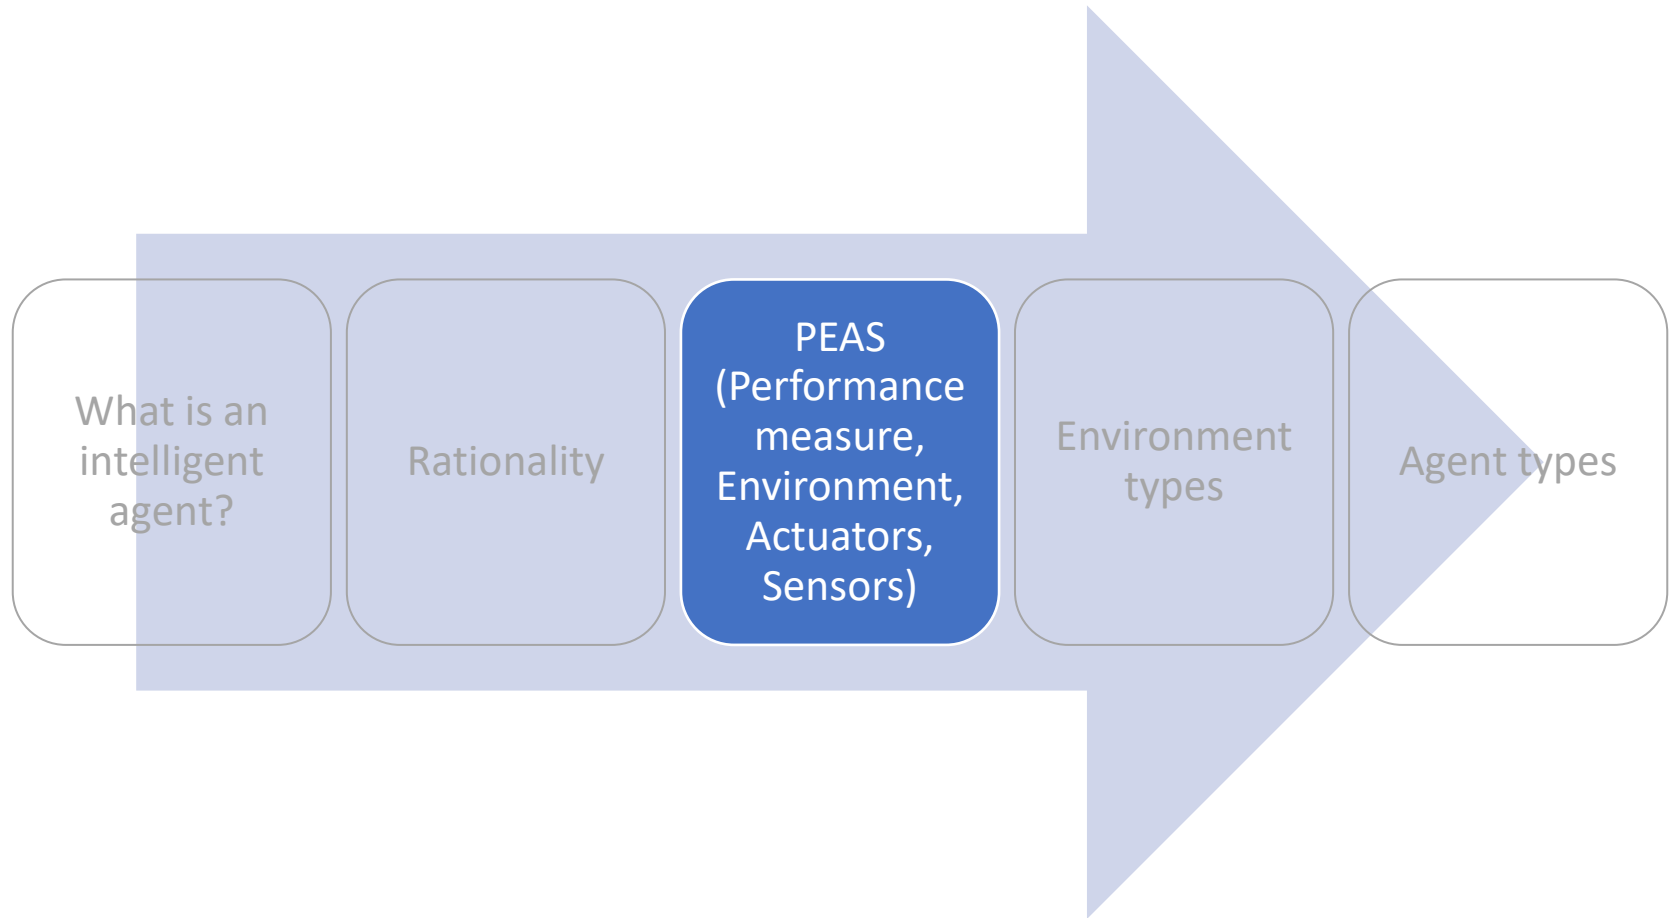 What is an
intelligent
agent?
Rationality
PEAS
(Performance
measure,
Environment,
Actuators,
Sensors)
Environment
types
Agent types